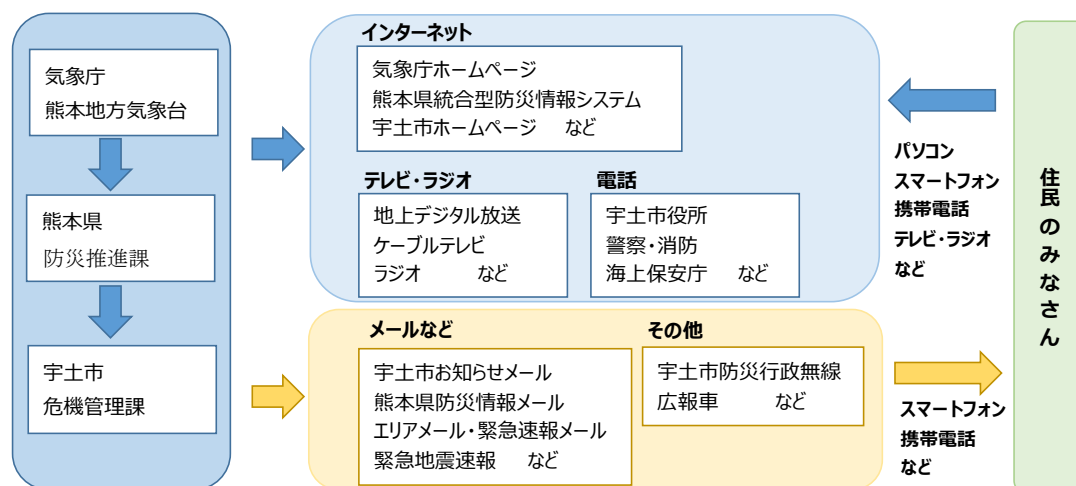 気象庁
熊本地方気象台
熊本県
防災推進課
宇土市
危機管理課
インターネット
気象庁ホームページ
熊本県統合型防災情報システム
宇土市ホームページ　など
テレビ・ラジオ
地上デジタル放送
ケーブルテレビ
ラジオ　　など
電話
宇土市役所
警察・消防
海上保安庁　など
メールなど
宇土市お知らせメール
熊本県防災情報メール
エリアメール・緊急速報メール
緊急地震速報　など
その他
宇土市防災行政無線
広報車　　など
パソコン
スマートフォン
携帯電話
テレビ・ラジオ
など
スマートフォン
携帯電話
など
住民のみなさん